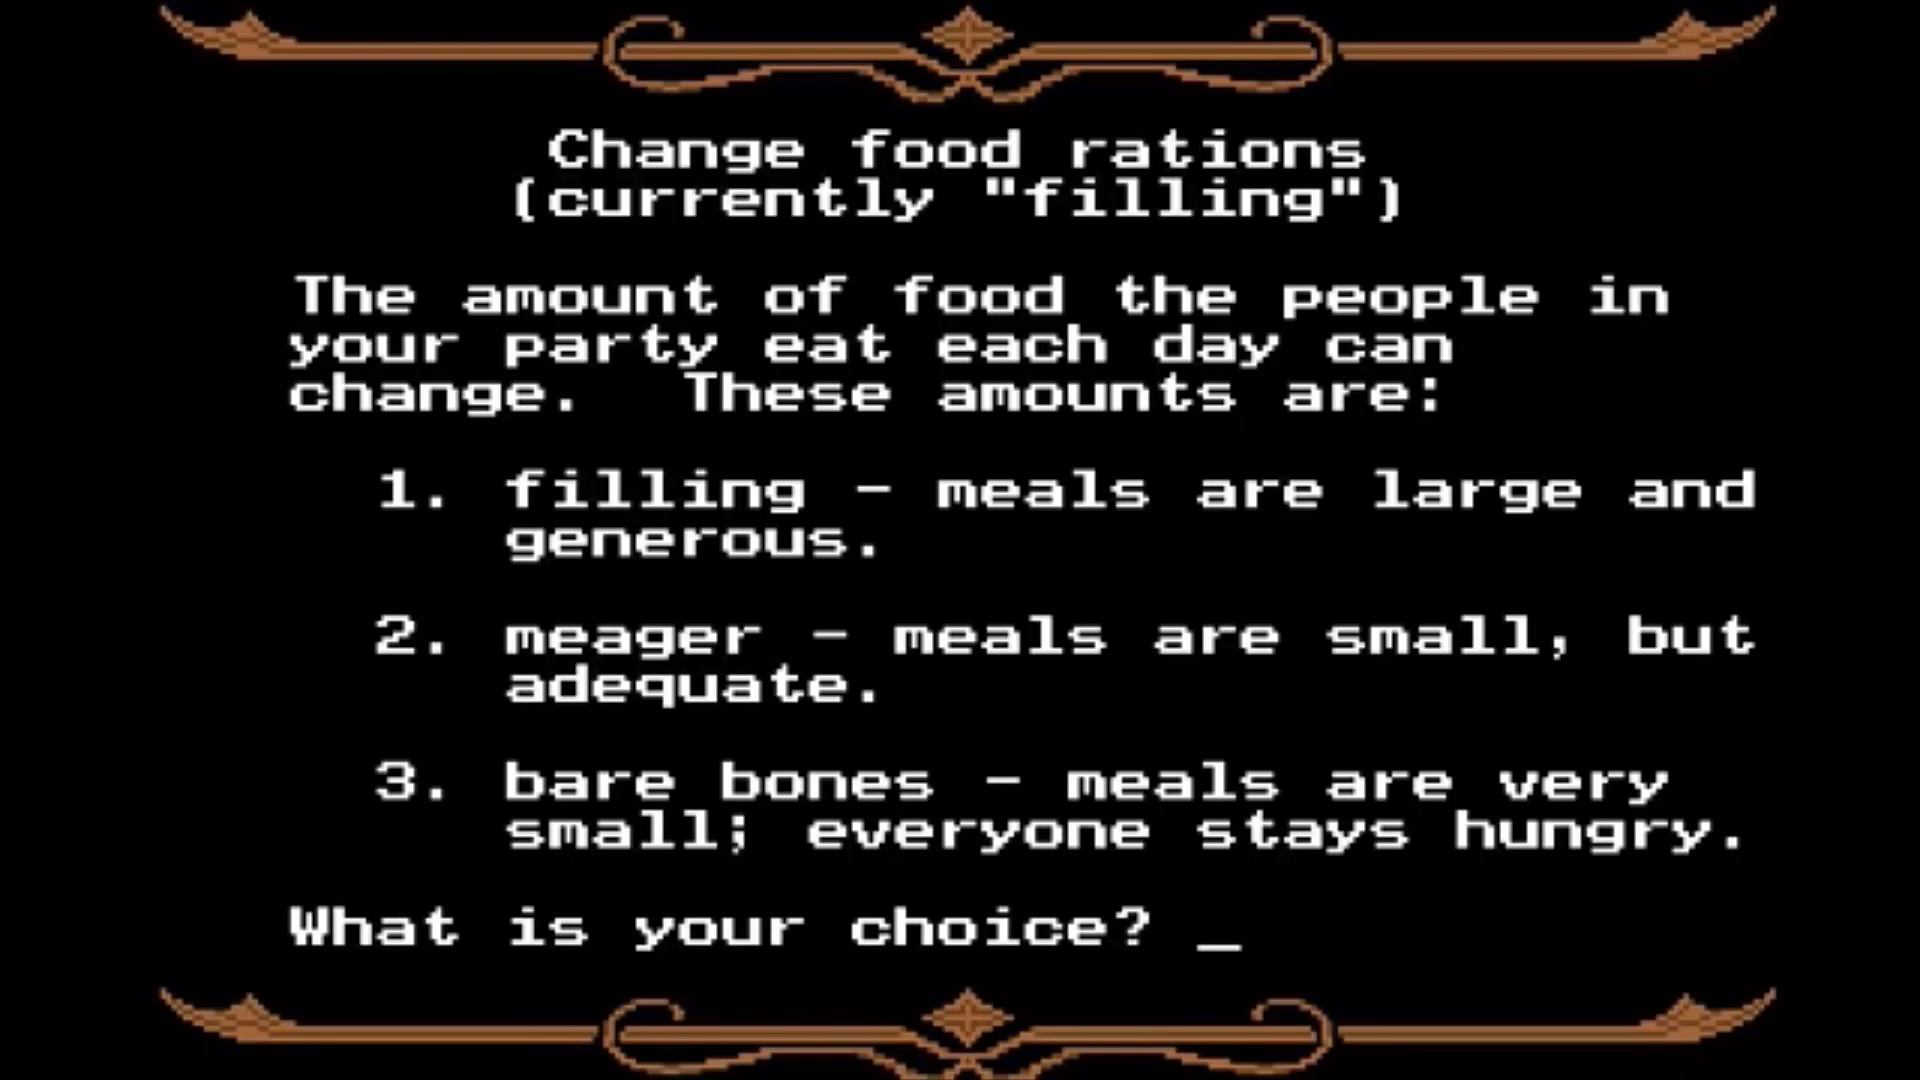 Change food rations
(currently "filling")
The amount of food the people in
your party eat each day can
change. These amounts are:
1. filling - meals are large and
generous.
2. meager - meals are small, but
adequate.
3. bare bones - meals are very
small; everyone stays hungry.
What is your choice? _